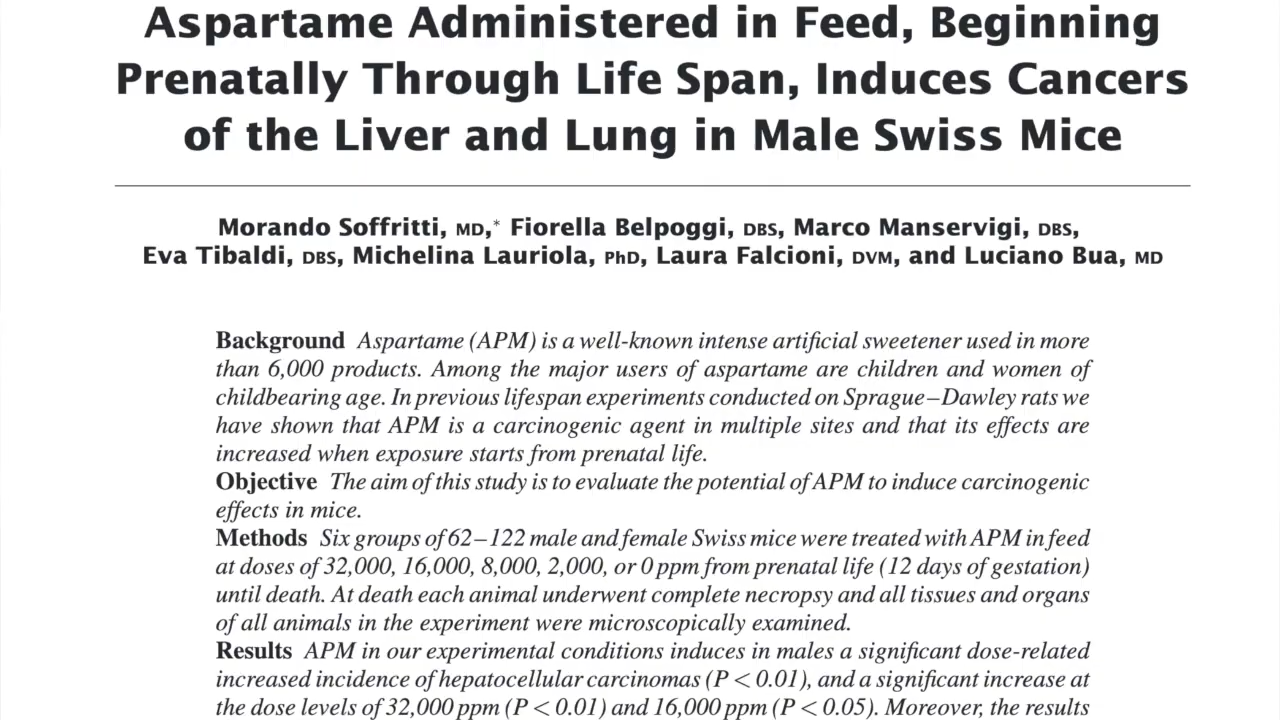 Aspartame Administered in Feed, Beginning
Prenatally Through Life Span, Induces Cancers
of the Liver and Lung in Male Swiss Mice
Morando Soffritti, MD,* Fiorella Belpoggi, DBS, Marco Manservigi, DBS,
Eva Tibaldi, DBS, Michelina Lauriola, PhD, Laura Falcioni, DVM, and Luciano Bua, MD
Background Aspartame (APM) is a well-known intense artificial sweetener used in more
than 6,000 products. Among the major users of aspartame are children and women of
childbearing age. In previous lifespan experiments conducted on Sprague–Dawley rats we
have shown that APM is a carcinogenic agent in multiple sites and that its effects are
increased when exposure starts from prenatal life.
Objective The aim of this study is to evaluate the potential of APM to induce carcinogenic
effects in mice.
Methods Six groups of 62–122 male and female Swiss mice were treated with APM in feed
at doses of 32,000, 16,000, 8,000, 2,000, or 0 ppm from prenatal life (12 days of gestation)
until death. At death each animal underwent complete necropsy and all tissues and organs
of all animals in the experiment were microscopically examined.
Results APM in our experimental conditions induces in males a significant dose-related
increased incidence of hepatocellular carcinomas (P < 0.01), and a significant increase at
the dose levels of 32,000 ppm (P < 0.01) and 16,000 ppm (P < 0.05). Moreover, the results